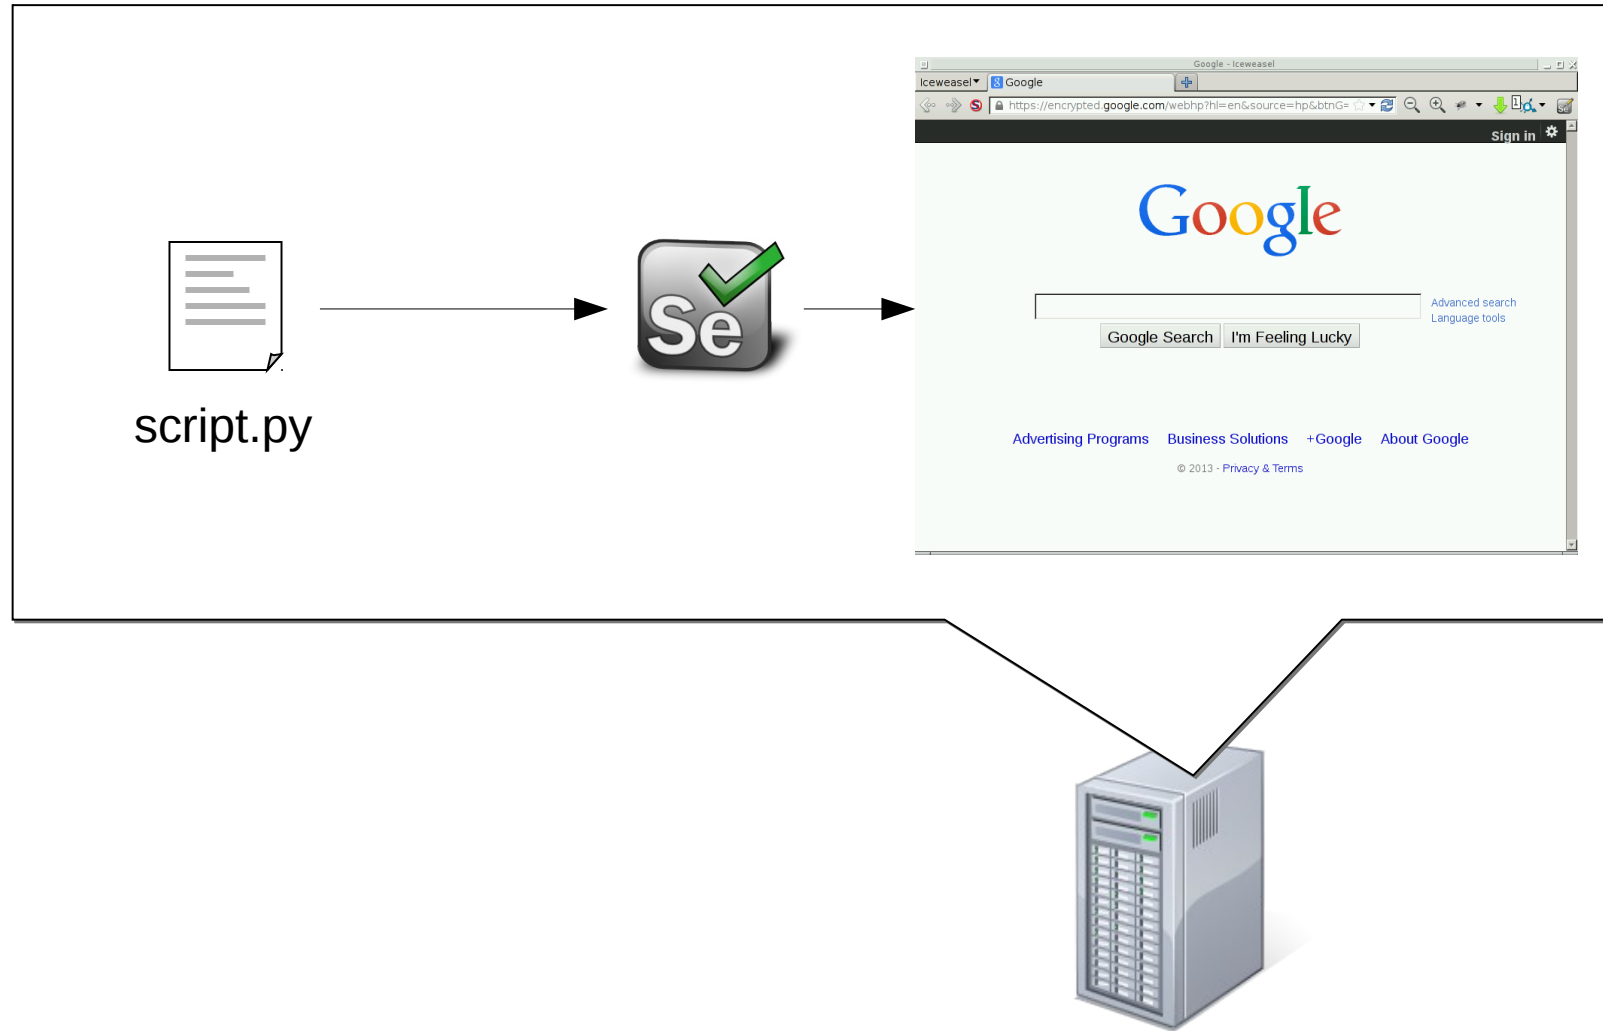 Google - Iceweasel
Iceweasel
Google
https://encrypted.google.com/webhp?hl=en&source=hp&btnG=
1
Sign in
Google
Advanced search
Language tools
Google Search I'm Feeling Lucky
Se
script.py
Advertising Programs Business Solutions +Google About Google
© 2013 - Privacy & Terms